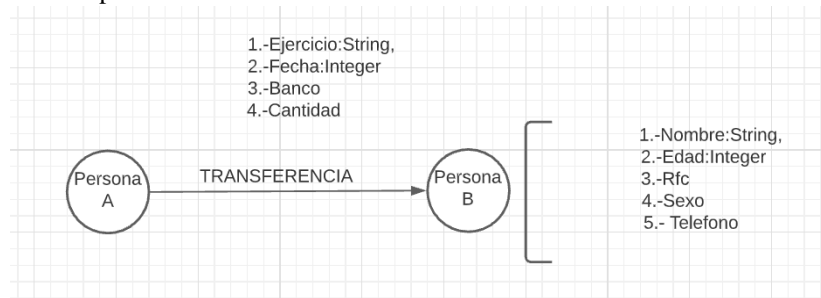 1.-Ejercicio:String,
2.-Fecha:Integer
3.-Banco
4.-Cantidad
Persona
A
TRANSFERENCIA
Persona
B
1.-Nombre:String,
2.-Edad:Integer
3.-Rfc
4.-Sexo
5.- Telefono